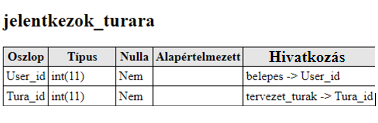 jelentkezok_turara
Oszlop Típus Nulla Alapértelmezett Hivatkozás
User_id int(11) Nem belepes -> User_id
Tura_id int(11) Nem tervezet_turak -> Tura_id